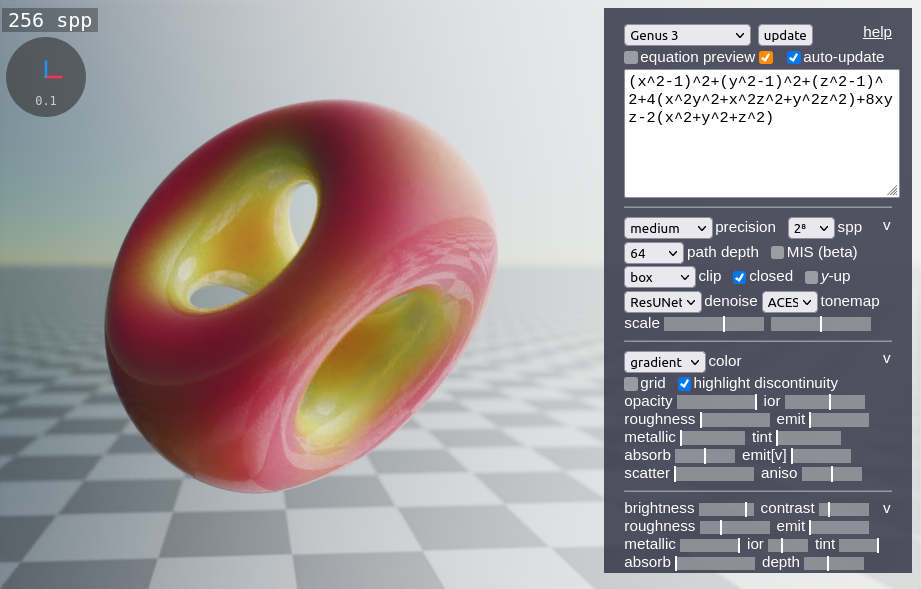 256 spp
0.1
Genus 3 update help
equation preview auto-update
(x^2-1)^2+(y^2-1)^2+(z^2-1)^
2+4(x^2y^2+x^2z^2+y^2z^2)+8xy
z-2(x^2+y^2+z^2)
medium precision 2⁸ spp v
64 path depth MIS (beta)
box clip closed y-up
ResUNet denoise ACES tonemap
scale
gradient color v
grid highlight discontinuity
opacity ior
roughness emit
metallic tint
absorb emit[v]
scatter aniso
brightness contrast v
roughness emit
metallic ior tint
absorb depth